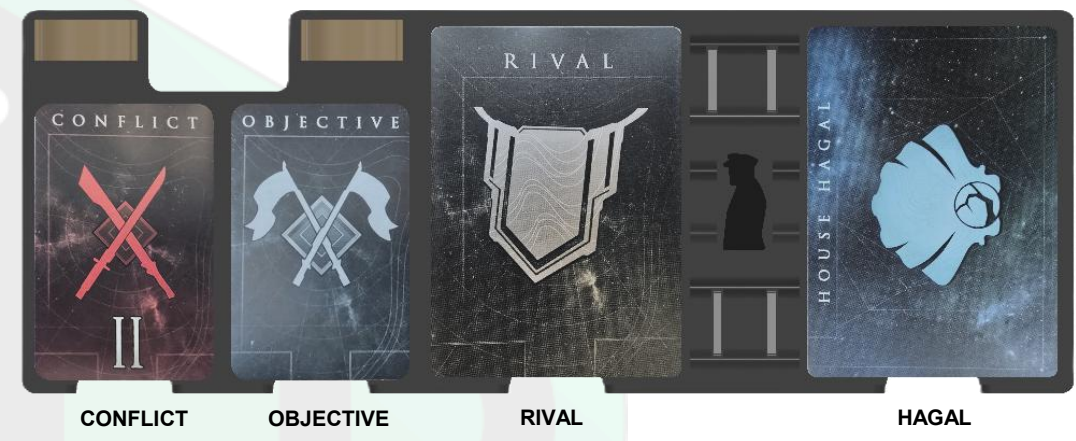 CONFLICT
II
OBJECTIVE
RIVAL
HOUSE HAGAL
CONFLICT
OBJECTIVE
RIVAL
HAGAL